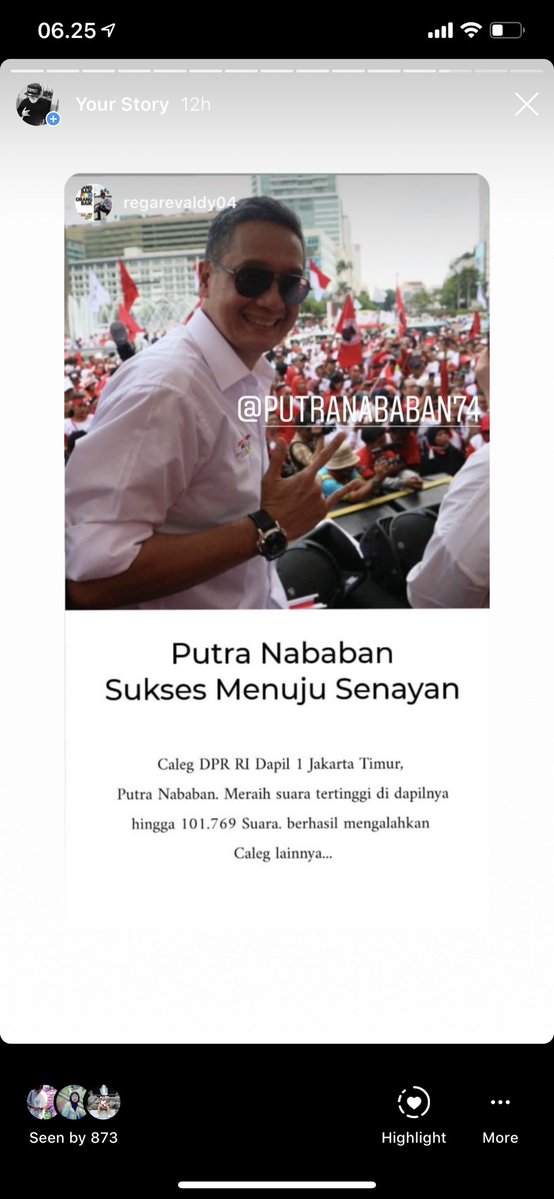 06.25
Your Story 12h
regarevaldy04
@PUTRANABABAN74
Putra Nababan
Sukses Menuju Senayan
Caleg DPR RI Dapil 1 Jakarta Timur,
Putra Nababan. Meraih suara tertinggi di dapilnya
hingga 101.769 Suara. berhasil mengalahkan
Caleg lainnya...
Seen by 873
Highlight
More